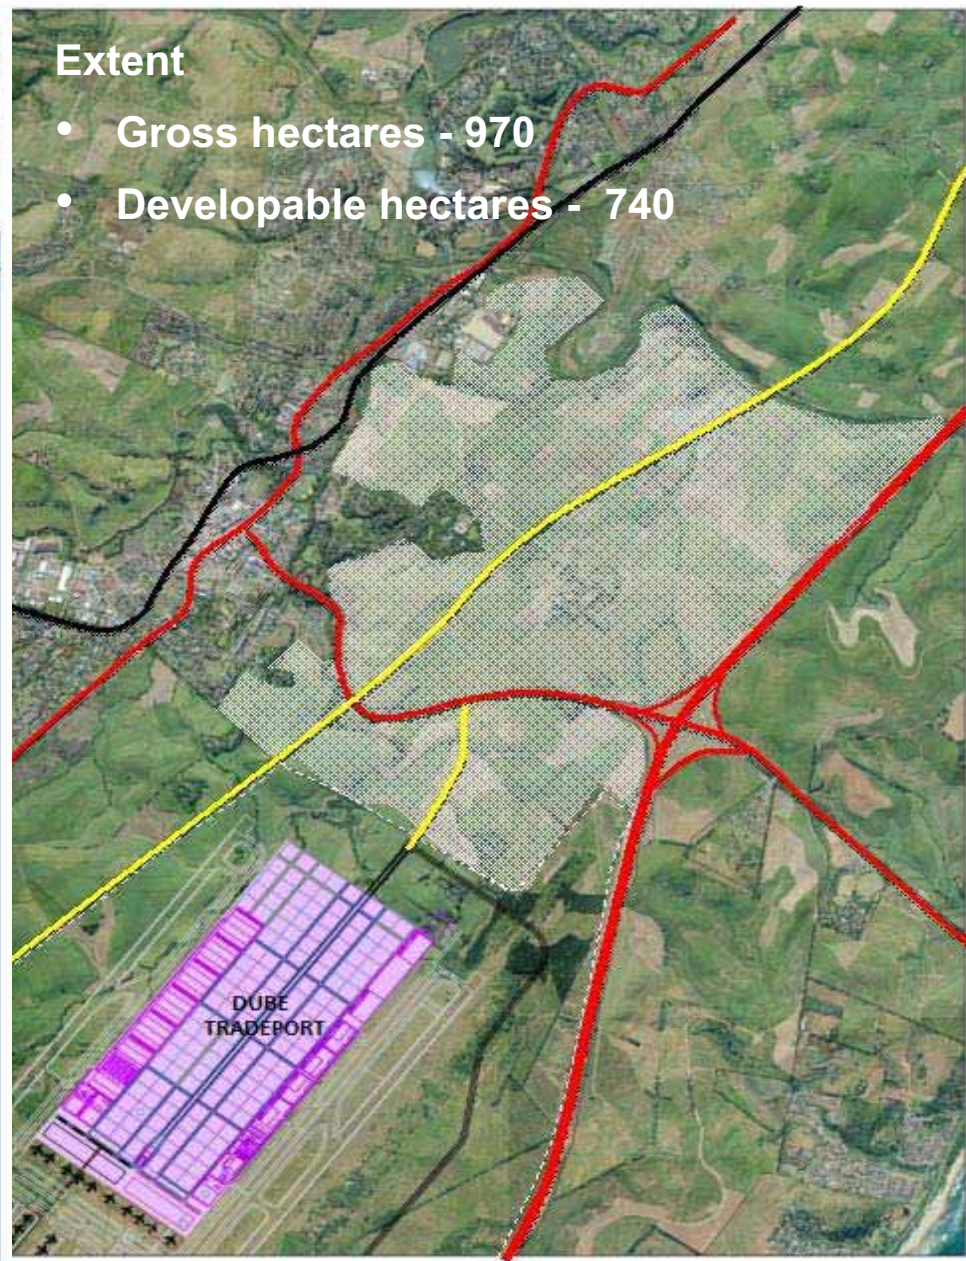 Extent
• Gross hectares - 970
• Developable hectares - 740
DUBE
TRADEPORT